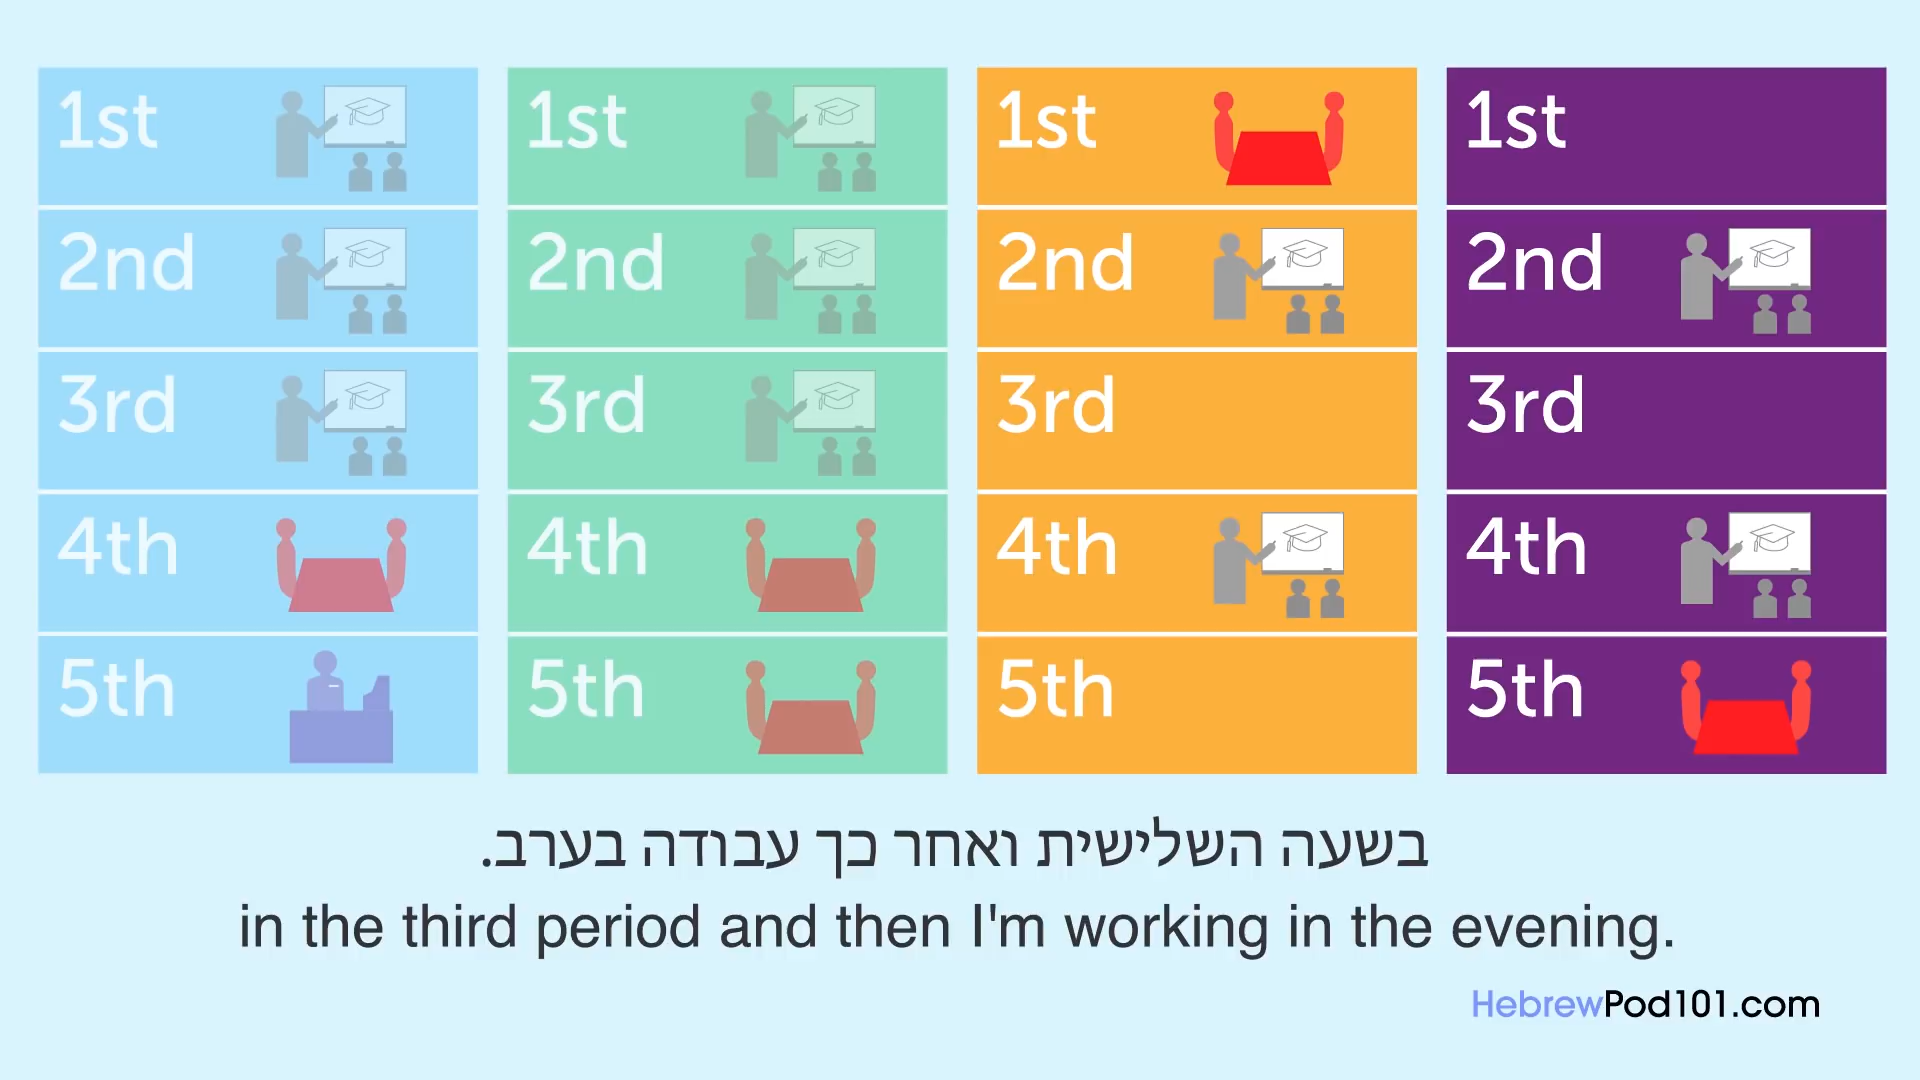 1st
2nd
3rd
4th
5th
1st
2nd
3rd
4th
5th
1st
2nd
3rd
4th
5th
1st
2nd
3rd
4th
5th
בשעה השלישית ואחר כך עבודה בערב.
in the third period and then I'm working in the evening.
HebrewPod101.com